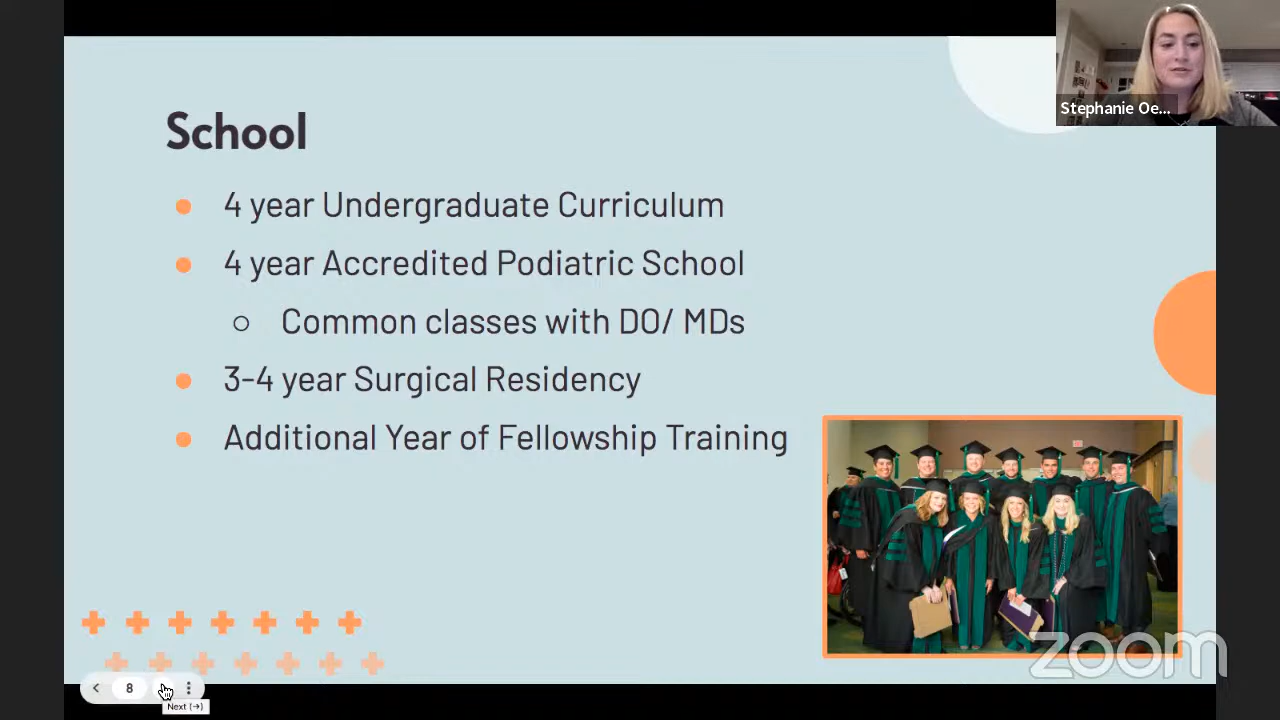 Stephanie Oe...
School
4 year Undergraduate Curriculum
4 year Accredited Podiatric School
Common classes with DO/ MDs
3-4 year Surgical Residency
Additional Year of Fellowship Training
zoom
8
Next (→)